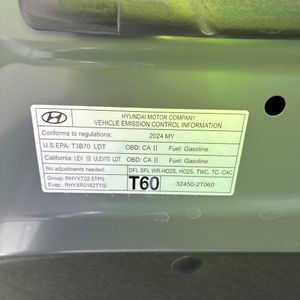 HYUNDAI MOTOR COMPANY
VEHICLE EMISSION CONTROL INFORMATION
Conforms to regulations: 2024 MY
U.S EPA: T3B70 LDT OBD: CA II Fuel: Gasoline
California: LEV III ULEV70 LDT OBD: CA II Fuel: Gasoline
No adjustments needed. DFI, SFI, WR-HO2S, HO2S, TWC, TC, CAC
Group: RHYXT02.5TP5 T60 32450-2T060
Evap: RHYXR0162TTG